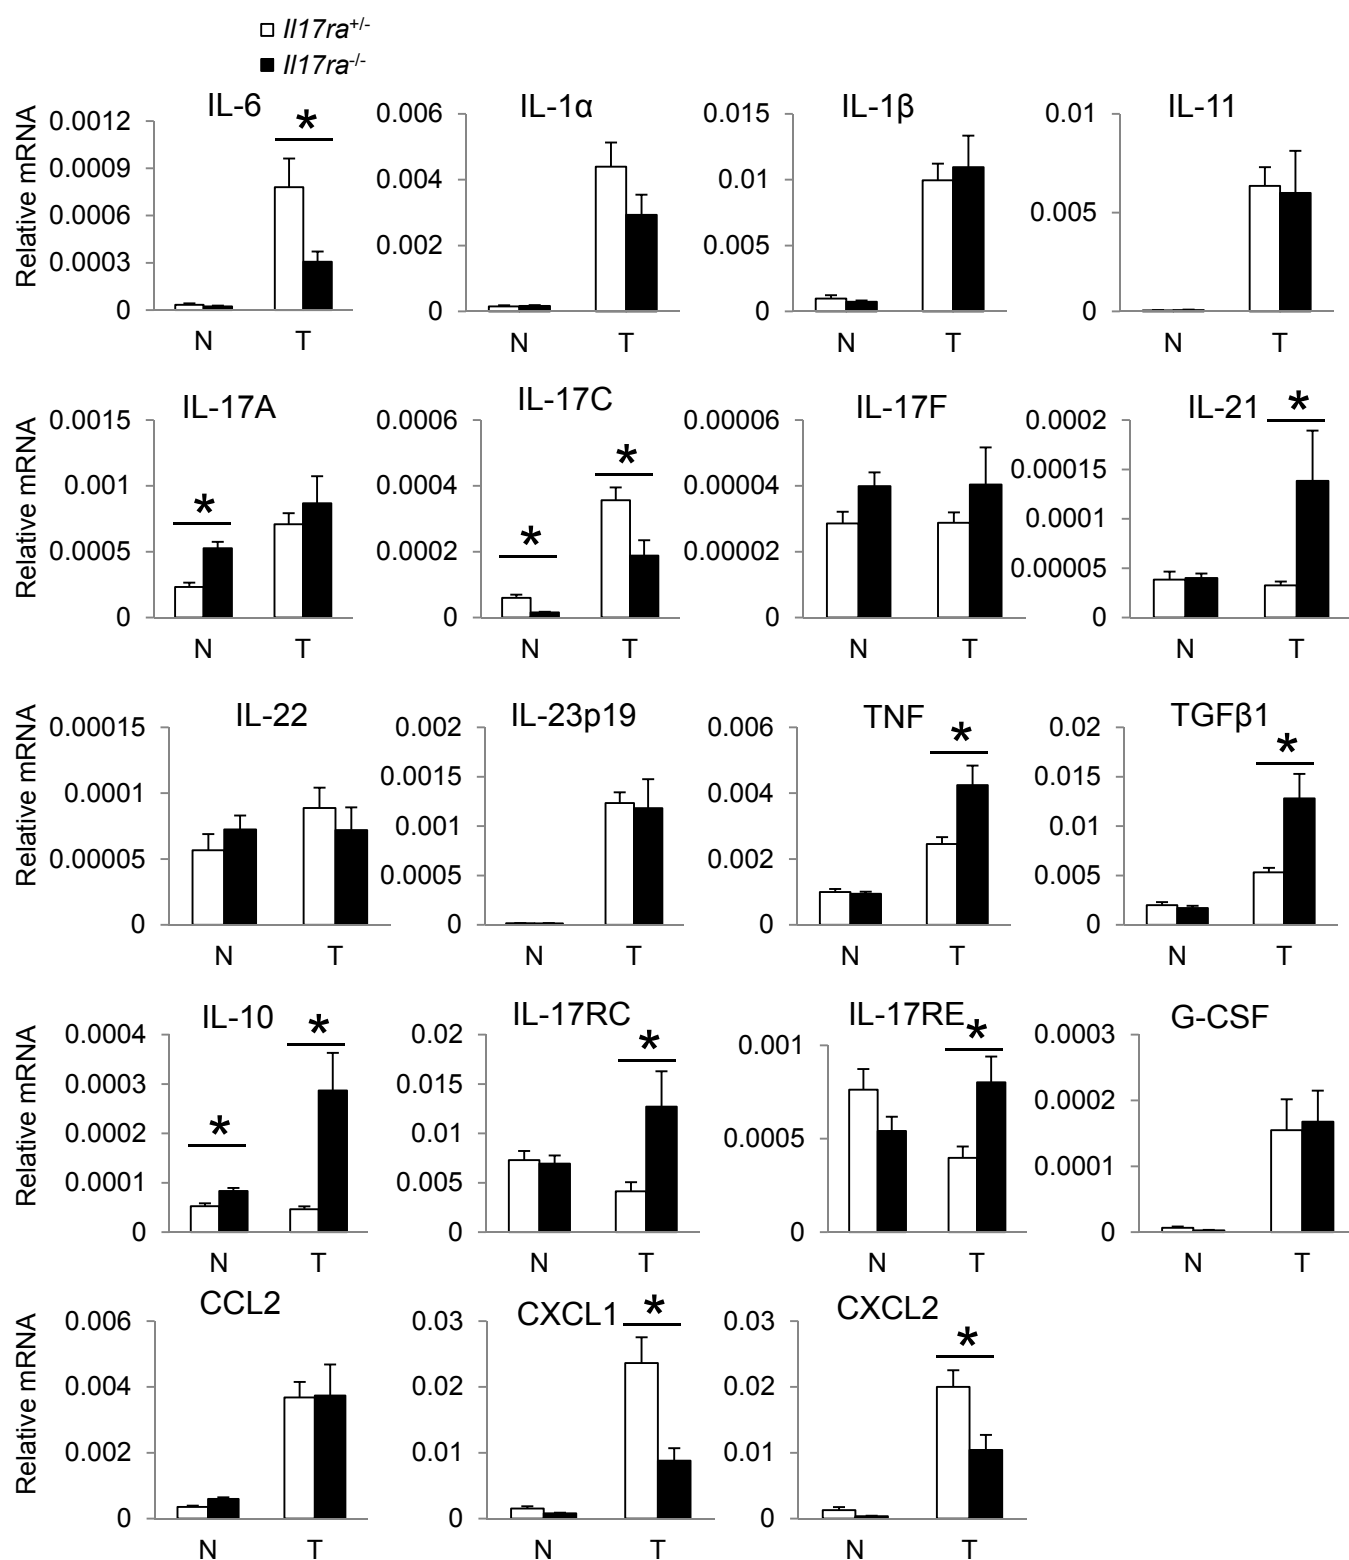 Il17ra+/-
Il17ra-/-
IL-6 IL-1α IL-1β IL-11
Relative mRNA
0.0012 0.0009 0.0006 0.0003 0
*
N T
0.006 0.004 0.002 0
N T
0.015 0.01 0.005 0
N T
0.01 0.005 0
N T
IL-17A IL-17C IL-17F IL-21
Relative mRNA
0.0015 0.001 0.0005 0
*
N T
0.0006 0.0004 0.0002 0
* *
N T
0.00006 0.00004 0.00002 0
N T
0.0002 0.00015 0.0001 0.00005 0
*
N T
IL-22 IL-23p19 TNF TGFβ1
Relative mRNA
0.00015 0.0001 0.00005 0
N T
0.002 0.0015 0.001 0.0005 0
N T
0.006 0.004 0.002 0
*
N T
0.02 0.015 0.01 0.005 0
*
N T
IL-10 IL-17RC IL-17RE G-CSF
Relative mRNA
0.0004 0.0003 0.0002 0.0001 0
* *
N T
0.02 0.015 0.01 0.005 0
*
N T
0.001 0.0005 0
*
N T
0.0003 0.0002 0.0001 0
N T
CCL2 CXCL1 CXCL2
Relative mRNA
0.006 0.004 0.002 0
N T
0.03 0.02 0.01 0
*
N T
0.03 0.02 0.01 0
*
N T